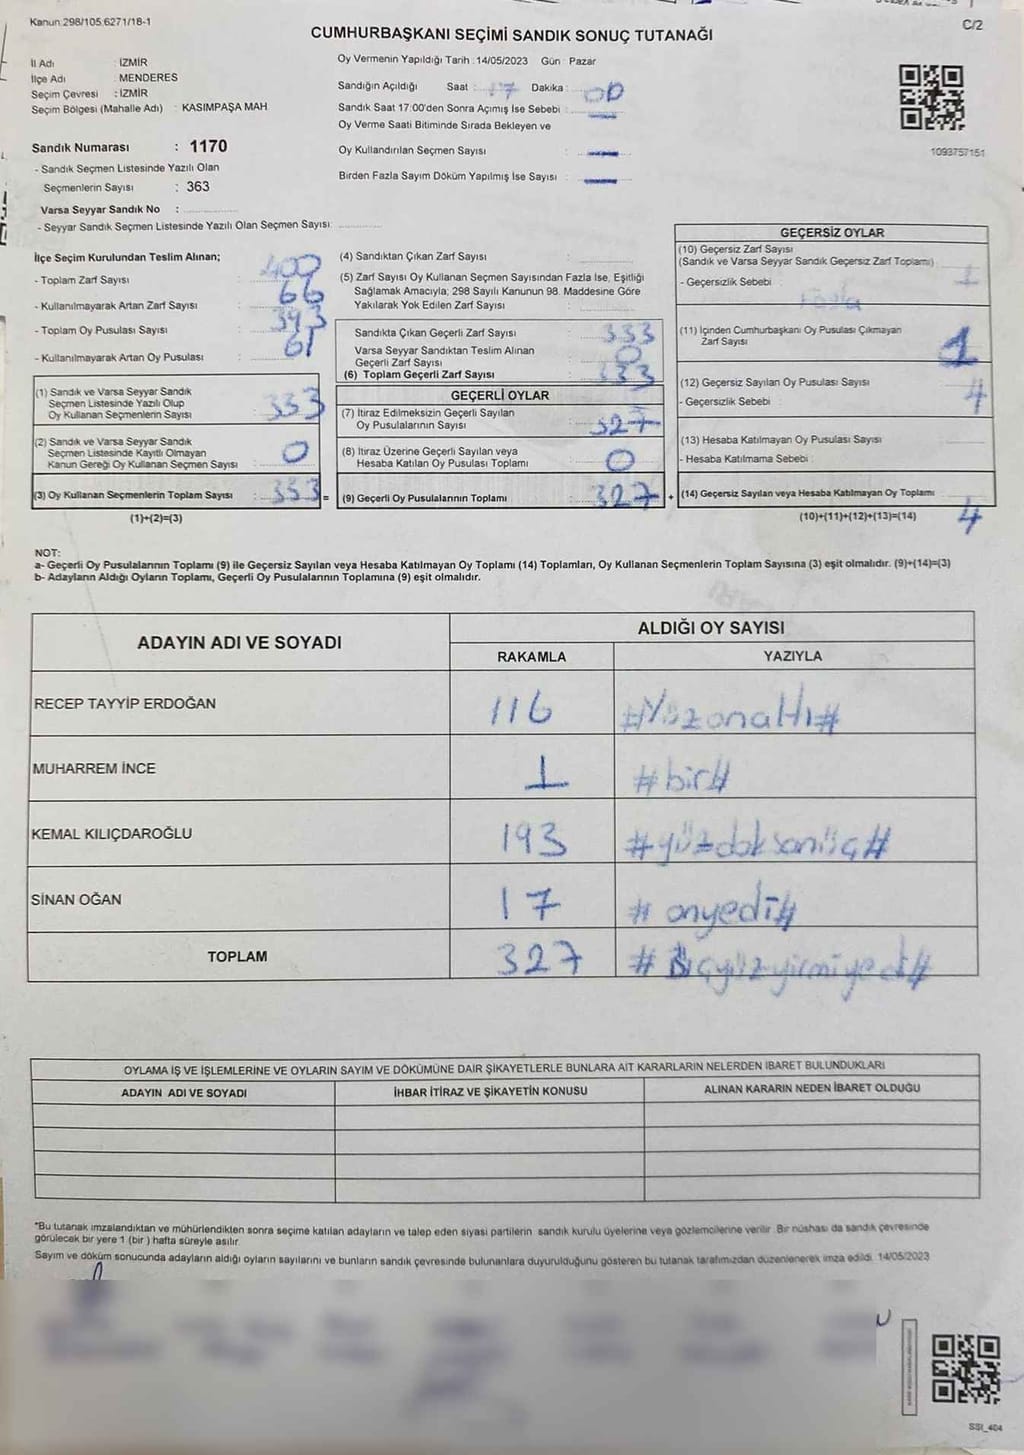 Kanun:298/105:6271/18-1
C/2
CUMHURBAŞKANI SEÇİMİ SANDIK SONUÇ TUTANAĞI
İl Adı : İZMİR
İlçe Adı : MENDERES
Seçim Çevresi : İZMİR
Seçim Bölgesi (Mahalle Adı) : KASIMPAŞA MAH
Oy Vermenin Yapıldığı Tarih :14/05/2023 Gün : Pazar
Sandığın Açıldığı Saat : 17 Dakika : 00
Sandık Saat 17:00'den Sonra Açımış İse Sebebi :
Oy Verme Saati Bitiminde Sırada Bekleyen ve
Oy Kullandırılan Seçmen Sayısı :
Birden Fazla Sayım Döküm Yapılmış İse Sayısı :
1093757151
Sandık Numarası : 1170
- Sandık Seçmen Listesinde Yazılı Olan
Seçmenlerin Sayısı : 363
Varsa Seyyar Sandık No :
- Seyyar Sandık Seçmen Listesinde Yazılı Olan Seçmen Sayısı:
İlçe Seçim Kurulundan Teslim Alınan;
- Toplam Zarf Sayısı : 400
- Kullanılmayarak Artan Zarf Sayısı : 66
- Toplam Oy Pusulası Sayısı : 393
- Kullanılmayarak Artan Oy Pusulası : 61
(1) Sandık ve Varsa Seyyar Sandık
Seçmen Listesinde Yazılı Olup
Oy Kullanan Seçmenlerin Sayısı : 333
(2) Sandık ve Varsa Seyyar Sandık
Seçmen Listesinde Kayıtlı Olmayan
Kanun Gereği Oy Kullanan Seçmen Sayısı : 0
(3) Oy Kullanan Seçmenlerin Toplam Sayısı : 333 =
(1)+(2)=(3)
(4) Sandıktan Çıkan Zarf Sayısı :
(5) Zarf Sayısı Oy Kullanan Seçmen Sayısından Fazla İse, Eşitliği
Sağlamak Amacıyla; 298 Sayılı Kanunun 98. Maddesine Göre
Yakılarak Yok Edilen Zarf Sayısı :
Sandıkta Çıkan Geçerli Zarf Sayısı : 333
Varsa Seyyar Sandıktan Teslim Alınan
Geçerli Zarf Sayısı : 0
(6) Toplam Geçerli Zarf Sayısı : 333
GEÇERLİ OYLAR
(7) İtiraz Edilmeksizin Geçerli Sayılan
Oy Pusulalarının Sayısı : 327
(8) İtiraz Üzerine Geçerli Sayılan veya
Hesaba Katılan Oy Pusulası Toplamı : 0
(9) Geçerli Oy Pusulalarının Toplamı : 327 +
GEÇERSİZ OYLAR
(10) Geçersiz Zarf Sayısı
(Sandık ve Varsa Seyyar Sandık Geçersiz Zarf Toplamı) 1
- Geçersizlik Sebebi :
(11) İçinden Cumhurbaşkanı Oy Pusulası Çıkmayan
Zarf Sayısı 1
(12) Geçersiz Sayılan Oy Pusulası Sayısı 4
- Geçersizlik Sebebi :
(13) Hesaba Katılmayan Oy Pusulası Sayısı
- Hesaba Katılmama Sebebi :
(14) Geçersiz Sayılan veya Hesaba Katılmayan Oy Toplamı
(10)+(11)+(12)+(13)=(14) 4
NOT:
a- Geçerli Oy Pusulalarının Toplamı (9) ile Geçersiz Sayılan veya Hesaba Katılmayan Oy Toplamı (14) Toplamları, Oy Kullanan Seçmenlerin Toplam Sayısına (3) eşit olmalıdır. (9)+(14)=(3)
b- Adayların Aldığı Oyların Toplamı, Geçerli Oy Pusulalarının Toplamına (9) eşit olmalıdır.
ADAYIN ADI VE SOYADI
ALDIĞI OY SAYISI
RAKAMLA YAZIYLA
RECEP TAYYİP ERDOĞAN 116 #Yüzonaltı#
MUHARREM İNCE 1 #bir#
KEMAL KILIÇDAROĞLU 193 #yüzdoksanüç#
SİNAN OĞAN 17 #onyedi#
TOPLAM 327 #Üçyüzyirmiyedi#
OYLAMA İŞ VE İŞLEMLERİNE VE OYLARIN SAYIM VE DÖKÜMÜNE DAİR ŞİKAYETLERLE BUNLARA AİT KARARLARIN NELERDEN İBARET BULUNDUKLARI
ADAYIN ADI VE SOYADI İHBAR İTİRAZ VE ŞİKAYETİN KONUSU ALINAN KARARIN NEDEN İBARET OLDUĞU
*Bu tutanak imzalandıktan ve mühürlendikten sonra seçime katılan adayların ve talep eden siyasi partilerin sandık kurulu üyelerine veya gözlemcilerine verilir. Bir nüshası da sandık çevresinde
görülecek bir yere 1 (bir ) hafta süreyle asılır.
Sayım ve döküm sonucunda adayların aldığı oyların sayılarını ve bunların sandık çevresinde bulunanlara duyurulduğunu gösteren bu tutanak tarafımızdan düzenlenerek imza edildi. 14/05/2023
SSI_404